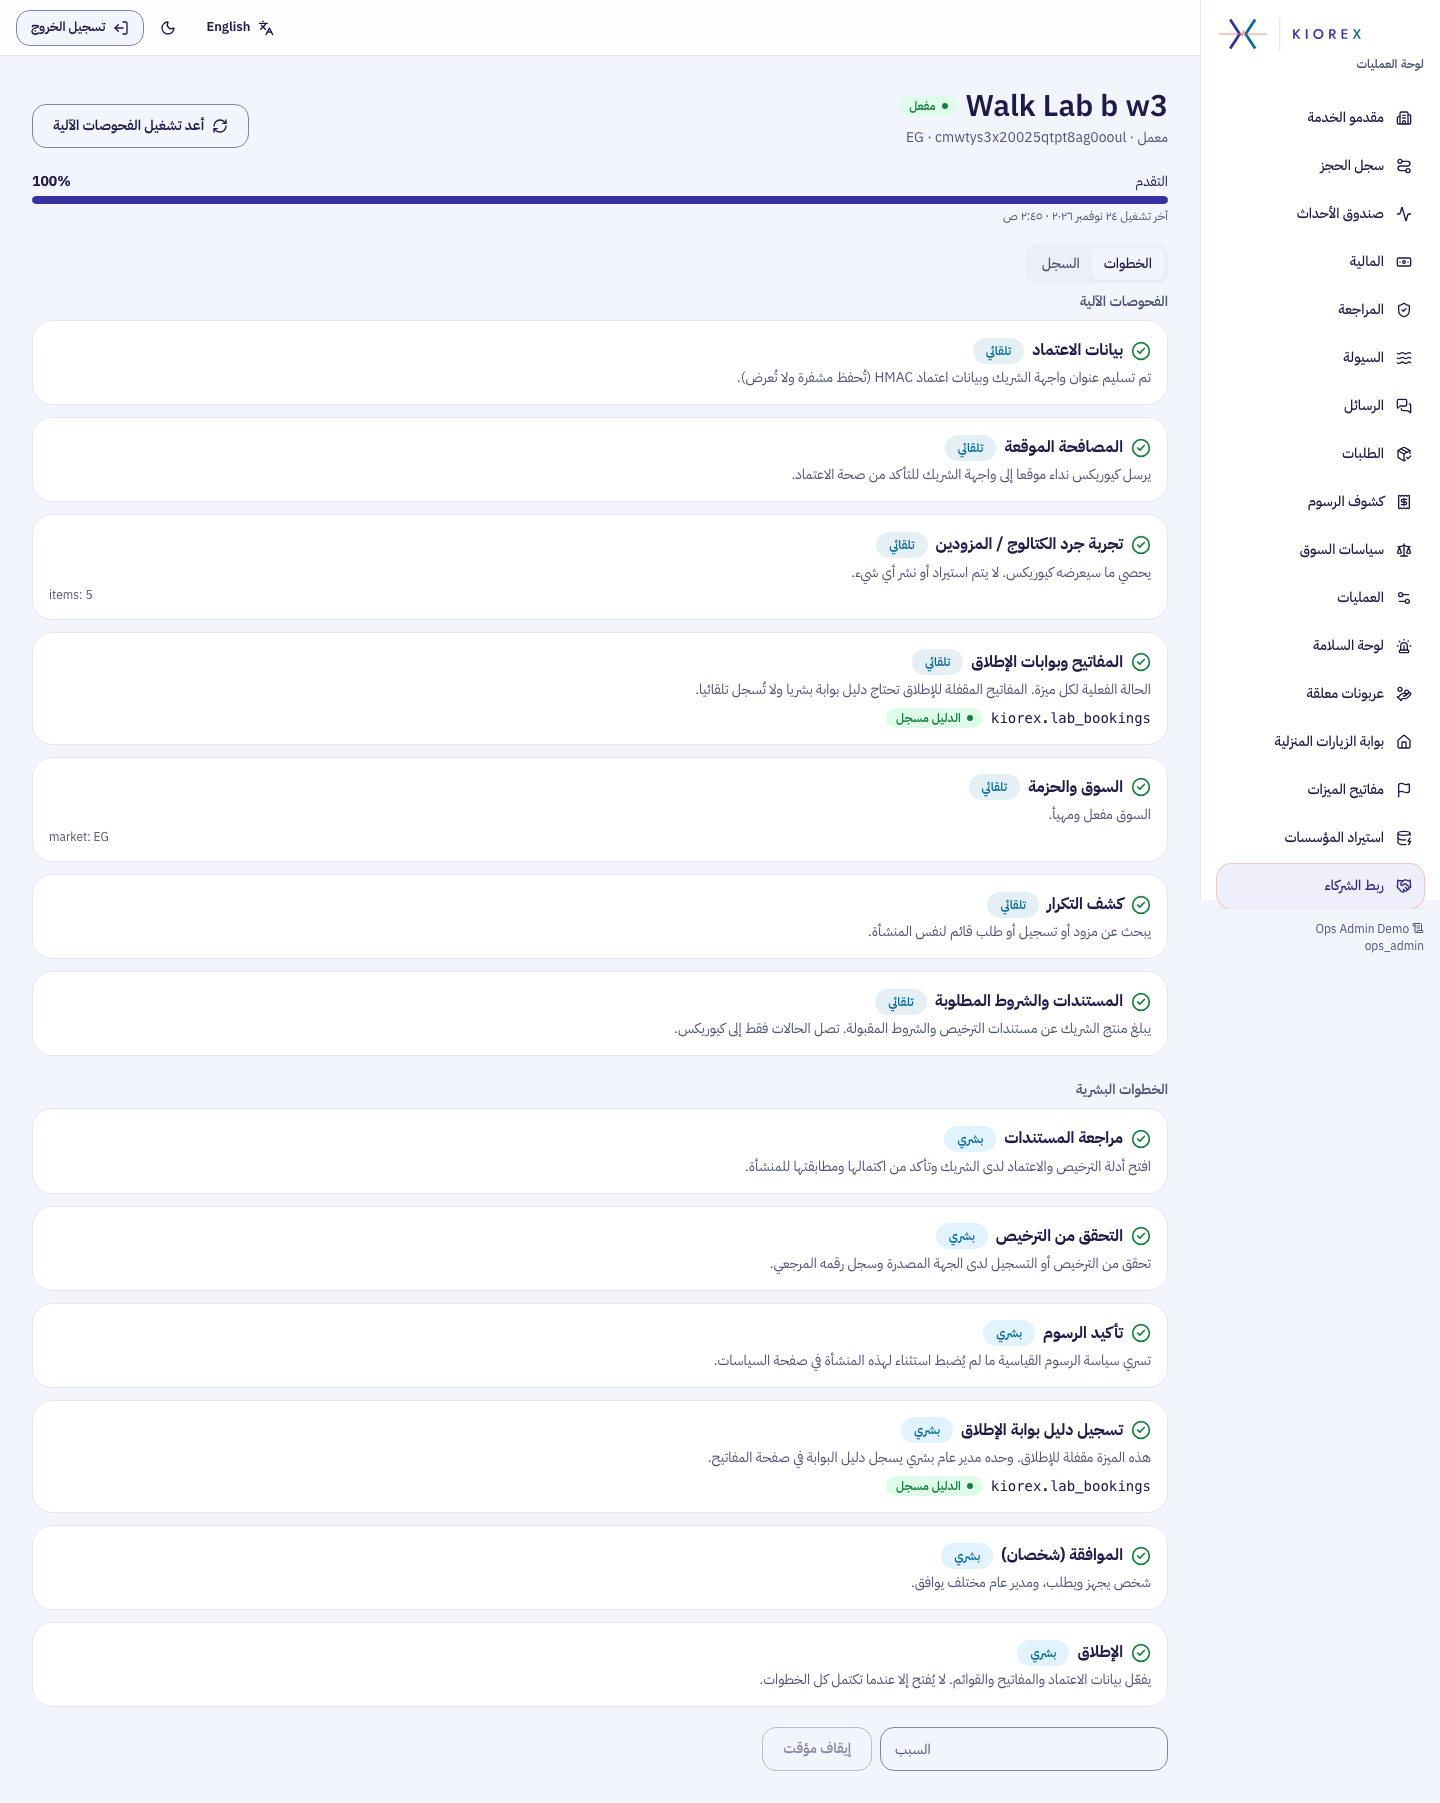 KIOREX
لوحة العمليات
مقدمو الخدمة
سجل الحجز
صندوق الأحداث
المالية
المراجعة
السيولة
الرسائل
الطلبات
كشوف الرسوم
سياسات السوق
العمليات
لوحة السلامة
عربونات معلقة
بوابة الزيارات المنزلية
مفاتيح الميزات
استيراد المؤسسات
ربط الشركاء
Ops Admin Demo
ops_admin
English
تسجيل الخروج
Walk Lab b w3 مفعل
معمل · EG · cmwtys3x20025qtpt8ag0ooul
أعد تشغيل الفحوصات الآلية
التقدم 100%
آخر تشغيل ٢٤ نوفمبر ٢٠٢٦ · ٢:٤٥ ص
الخطوات السجل
الفحوصات الآلية
بيانات الاعتماد تلقائي
تم تسليم عنوان واجهة الشريك وبيانات اعتماد HMAC (تُحفظ مشفرة ولا تُعرض).
المصافحة الموقعة تلقائي
يرسل كيوريكس نداء موقعا إلى واجهة الشريك للتأكد من صحة الاعتماد.
تجربة جرد الكتالوج / المزودين تلقائي
يحصي ما سيعرضه كيوريكس. لا يتم استيراد أو نشر أي شيء.
items: 5
المفاتيح وبوابات الإطلاق تلقائي
الحالة الفعلية لكل ميزة. المفاتيح المقفلة للإطلاق تحتاج دليل بوابة بشريا ولا تُسجل تلقائيا.
kiorex.lab_bookings الدليل مسجل
السوق والحزمة تلقائي
السوق مفعل ومهيأ.
market: EG
كشف التكرار تلقائي
يبحث عن مزود أو تسجيل أو طلب قائم لنفس المنشأة.
المستندات والشروط المطلوبة تلقائي
يبلغ منتج الشريك عن مستندات الترخيص والشروط المقبولة. تصل الحالات فقط إلى كيوريكس.
الخطوات البشرية
مراجعة المستندات بشري
افتح أدلة الترخيص والاعتماد لدى الشريك وتأكد من اكتمالها ومطابقتها للمنشأة.
التحقق من الترخيص بشري
تحقق من الترخيص أو التسجيل لدى الجهة المصدرة وسجل رقمه المرجعي.
تأكيد الرسوم بشري
تسري سياسة الرسوم القياسية ما لم يُضبط استثناء لهذه المنشأة في صفحة السياسات.
تسجيل دليل بوابة الإطلاق بشري
هذه الميزة مقفلة للإطلاق. وحده مدير عام بشري يسجل دليل البوابة في صفحة المفاتيح.
kiorex.lab_bookings الدليل مسجل
الموافقة (شخصان) بشري
شخص يجهز ويطلب، ومدير عام مختلف يوافق.
الإطلاق بشري
يفعّل بيانات الاعتماد والمفاتيح والقوائم. لا يُفتح إلا عندما تكتمل كل الخطوات.
السبب
إيقاف مؤقت